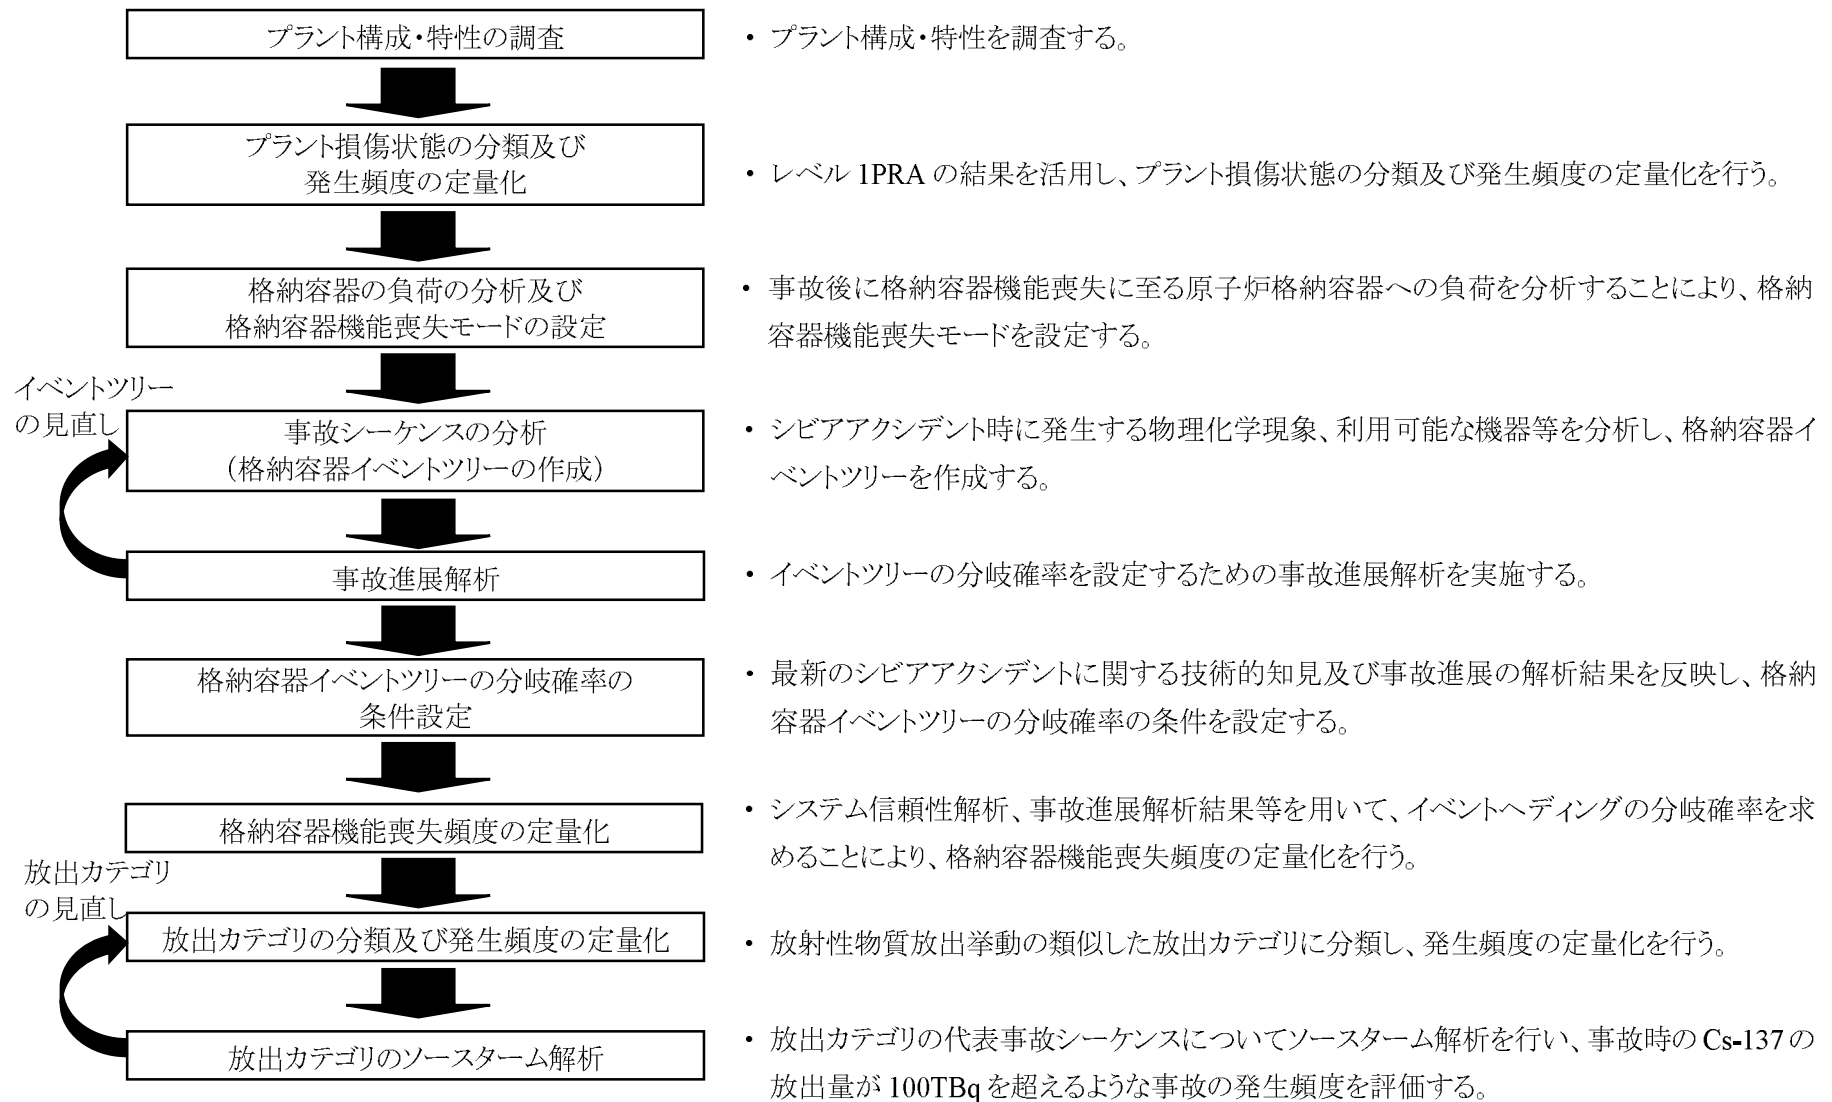 プラント構成・特性の調査
・ プラント構成・特性を調査する。
プラント損傷状態の分類及び
発生頻度の定量化
・ レベル 1PRA の結果を活用し、プラント損傷状態の分類及び発生頻度の定量化を行う。
格納容器の負荷の分析及び
格納容器機能喪失モードの設定
・ 事故後に格納容器機能喪失に至る原子炉格納容器への負荷を分析することにより、格納
容器機能喪失モードを設定する。
イベントツリー
の見直し
事故シーケンスの分析
（格納容器イベントツリーの作成）
・ シビアアクシデント時に発生する物理化学現象、利用可能な機器等を分析し、格納容器イ
ベントツリーを作成する。
事故進展解析
・ イベントツリーの分岐確率を設定するための事故進展解析を実施する。
格納容器イベントツリーの分岐確率の
条件設定
・ 最新のシビアアクシデントに関する技術的知見及び事故進展の解析結果を反映し、格納
容器イベントツリーの分岐確率の条件を設定する。
格納容器機能喪失頻度の定量化
・ システム信頼性解析、事故進展解析結果等を用いて、イベントヘディングの分岐確率を求
めることにより、格納容器機能喪失頻度の定量化を行う。
放出カテゴリ
の見直し
放出カテゴリの分類及び発生頻度の定量化
・ 放射性物質放出挙動の類似した放出カテゴリに分類し、発生頻度の定量化を行う。
放出カテゴリのソースターム解析
・ 放出カテゴリの代表事故シーケンスについてソースターム解析を行い、事故時の Cs-137 の
放出量が 100TBq を超えるような事故の発生頻度を評価する。